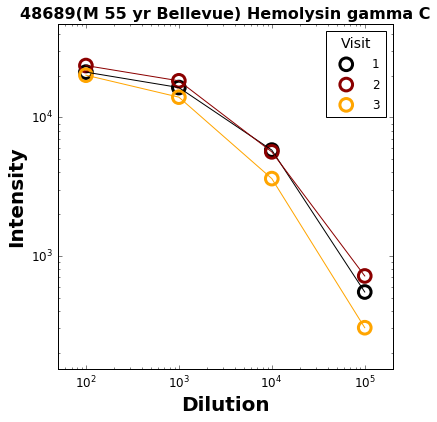 48689(M 55 yr Bellevue) Hemolysin gamma C
Visit
1
2
3
10^4
10^3
Intensity
10^2 10^3 10^4 10^5
Dilution